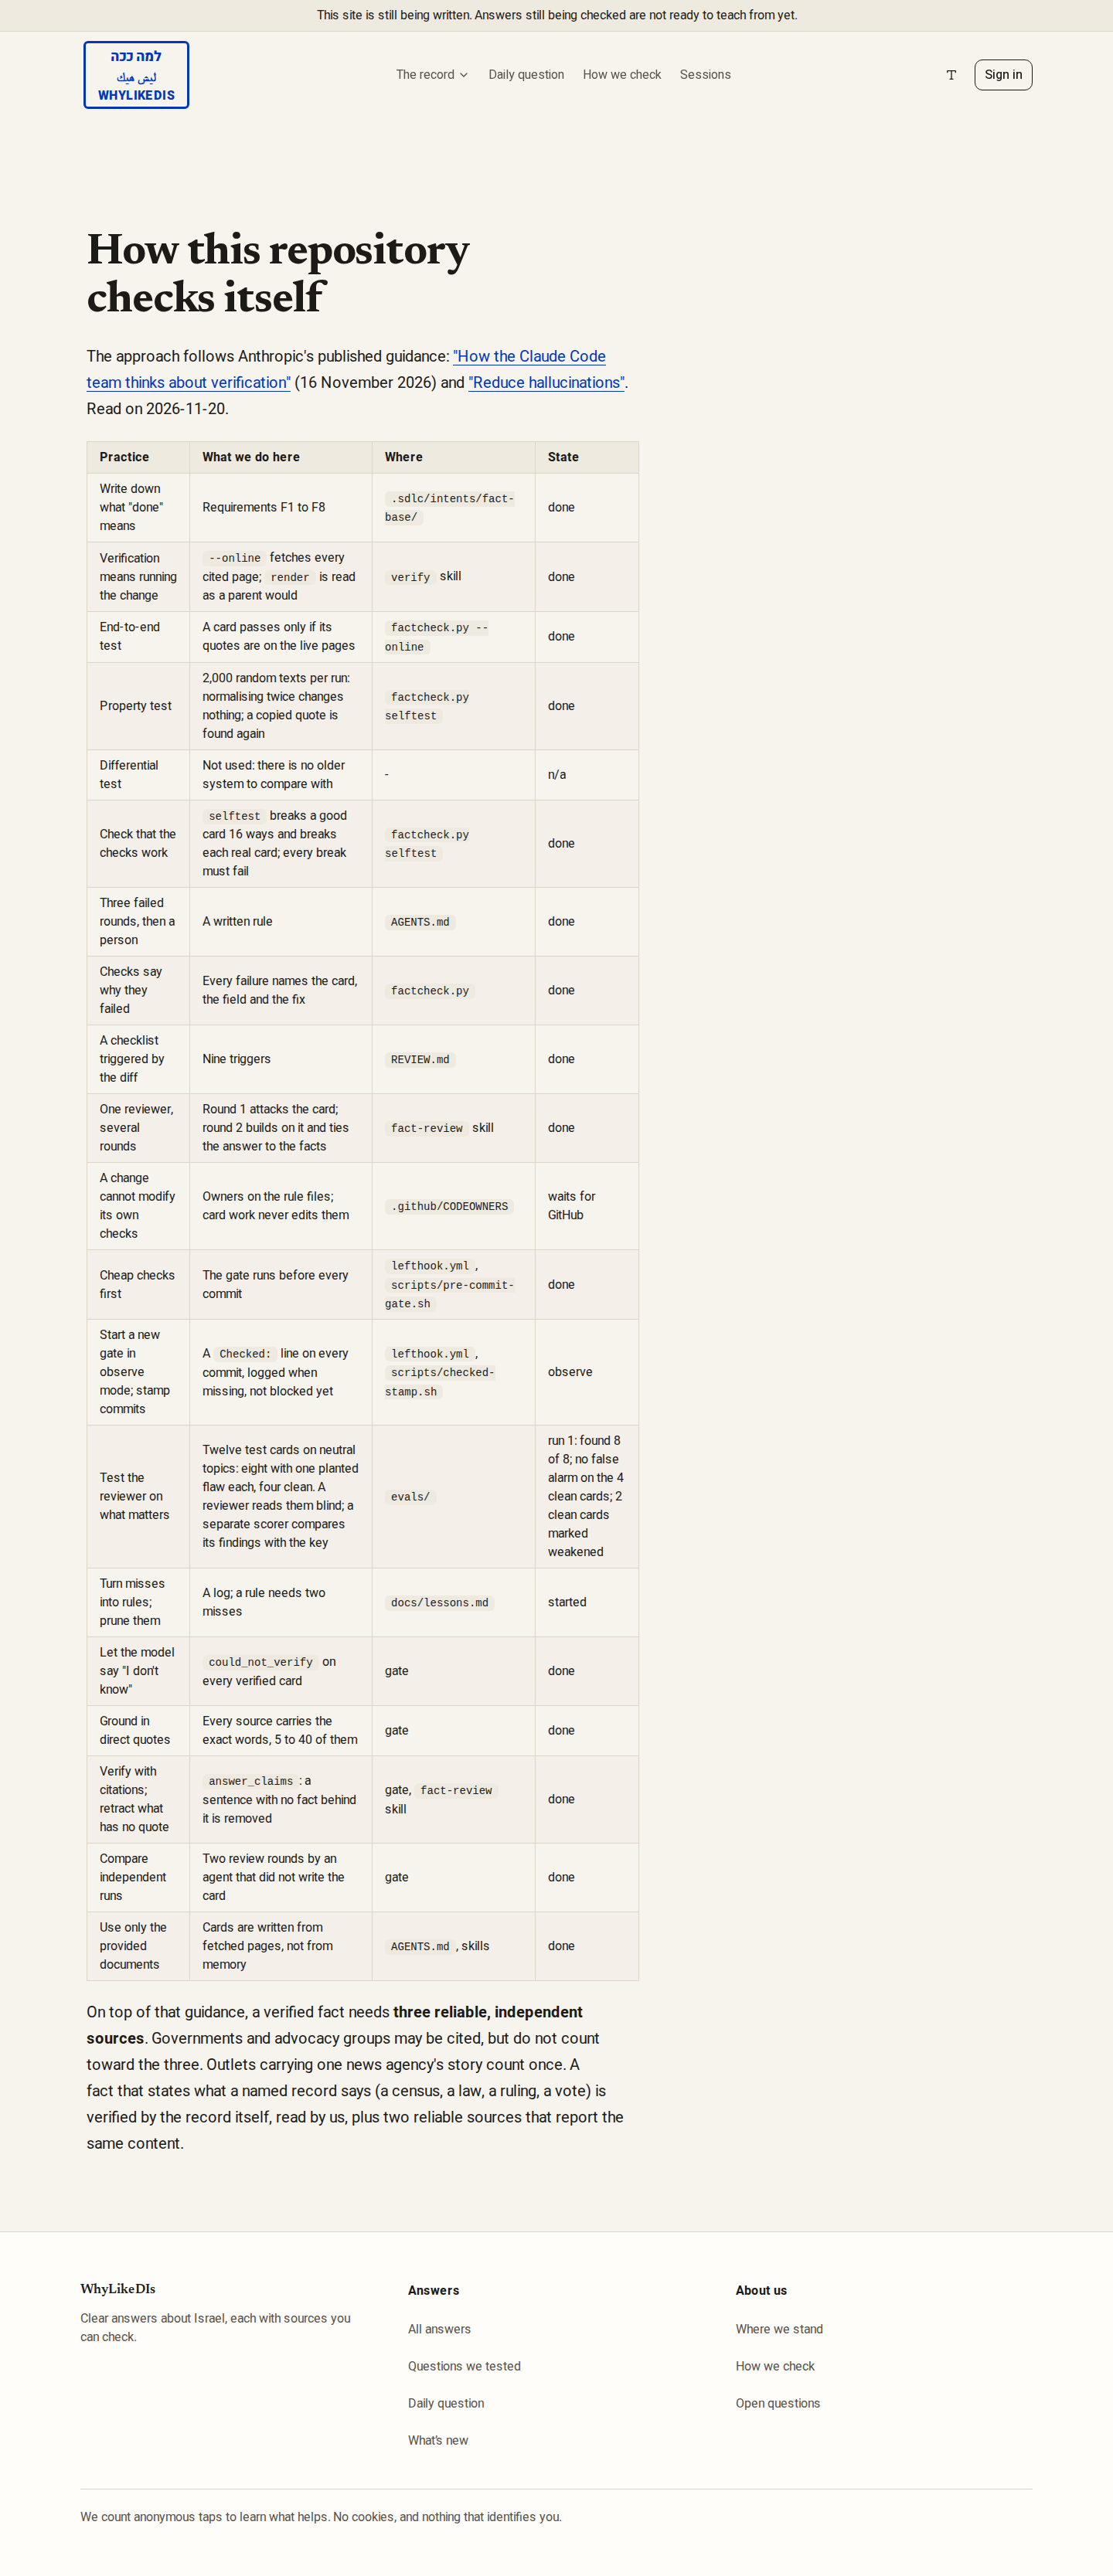 This site is still being written. Answers still being checked are not ready to teach from yet.
למה ככה
ليش هيك
WHYLIKEDIS
The record
Daily question
How we check
Sessions
T
Sign in
How this repository
checks itself
The approach follows Anthropic's published guidance: "How the Claude Code
team thinks about verification" (16 November 2026) and "Reduce hallucinations".
Read on 2026-11-20.
Practice
What we do here
Where
State
Write down
what "done"
means
Requirements F1 to F8
.sdlc/intents/fact-
base/
done
Verification
means running
the change
--online fetches every
cited page; render is read
as a parent would
verify skill
done
End-to-end
test
A card passes only if its
quotes are on the live pages
factcheck.py --
online
done
Property test
2,000 random texts per run:
normalising twice changes
nothing; a copied quote is
found again
factcheck.py
selftest
done
Differential
test
Not used: there is no older
system to compare with
-
n/a
Check that the
checks work
selftest breaks a good
card 16 ways and breaks
each real card; every break
must fail
factcheck.py
selftest
done
Three failed
rounds, then a
person
A written rule
AGENTS.md
done
Checks say
why they
failed
Every failure names the card,
the field and the fix
factcheck.py
done
A checklist
triggered by
the diff
Nine triggers
REVIEW.md
done
One reviewer,
several
rounds
Round 1 attacks the card;
round 2 builds on it and ties
the answer to the facts
fact-review skill
done
A change
cannot modify
its own
checks
Owners on the rule files;
card work never edits them
.github/CODEOWNERS
waits for
GitHub
Cheap checks
first
The gate runs before every
commit
lefthook.yml ,
scripts/pre-commit-
gate.sh
done
Start a new
gate in
observe
mode; stamp
commits
A Checked: line on every
commit, logged when
missing, not blocked yet
lefthook.yml ,
scripts/checked-
stamp.sh
observe
Test the
reviewer on
what matters
Twelve test cards on neutral
topics: eight with one planted
flaw each, four clean. A
reviewer reads them blind; a
separate scorer compares
its findings with the key
evals/
run 1: found 8
of 8; no false
alarm on the 4
clean cards; 2
clean cards
marked
weakened
Turn misses
into rules;
prune them
A log; a rule needs two
misses
docs/lessons.md
started
Let the model
say "I don't
know"
could_not_verify on
every verified card
gate
done
Ground in
direct quotes
Every source carries the
exact words, 5 to 40 of them
gate
done
Verify with
citations;
retract what
has no quote
answer_claims : a
sentence with no fact behind
it is removed
gate, fact-review
skill
done
Compare
independent
runs
Two review rounds by an
agent that did not write the
card
gate
done
Use only the
provided
documents
Cards are written from
fetched pages, not from
memory
AGENTS.md , skills
done
On top of that guidance, a verified fact needs three reliable, independent
sources. Governments and advocacy groups may be cited, but do not count
toward the three. Outlets carrying one news agency's story count once. A
fact that states what a named record says (a census, a law, a ruling, a vote) is
verified by the record itself, read by us, plus two reliable sources that report the
same content.
WhyLikeDIs
Clear answers about Israel, each with sources you
can check.
Answers
All answers
Questions we tested
Daily question
What's new
About us
Where we stand
How we check
Open questions
We count anonymous taps to learn what helps. No cookies, and nothing that identifies you.